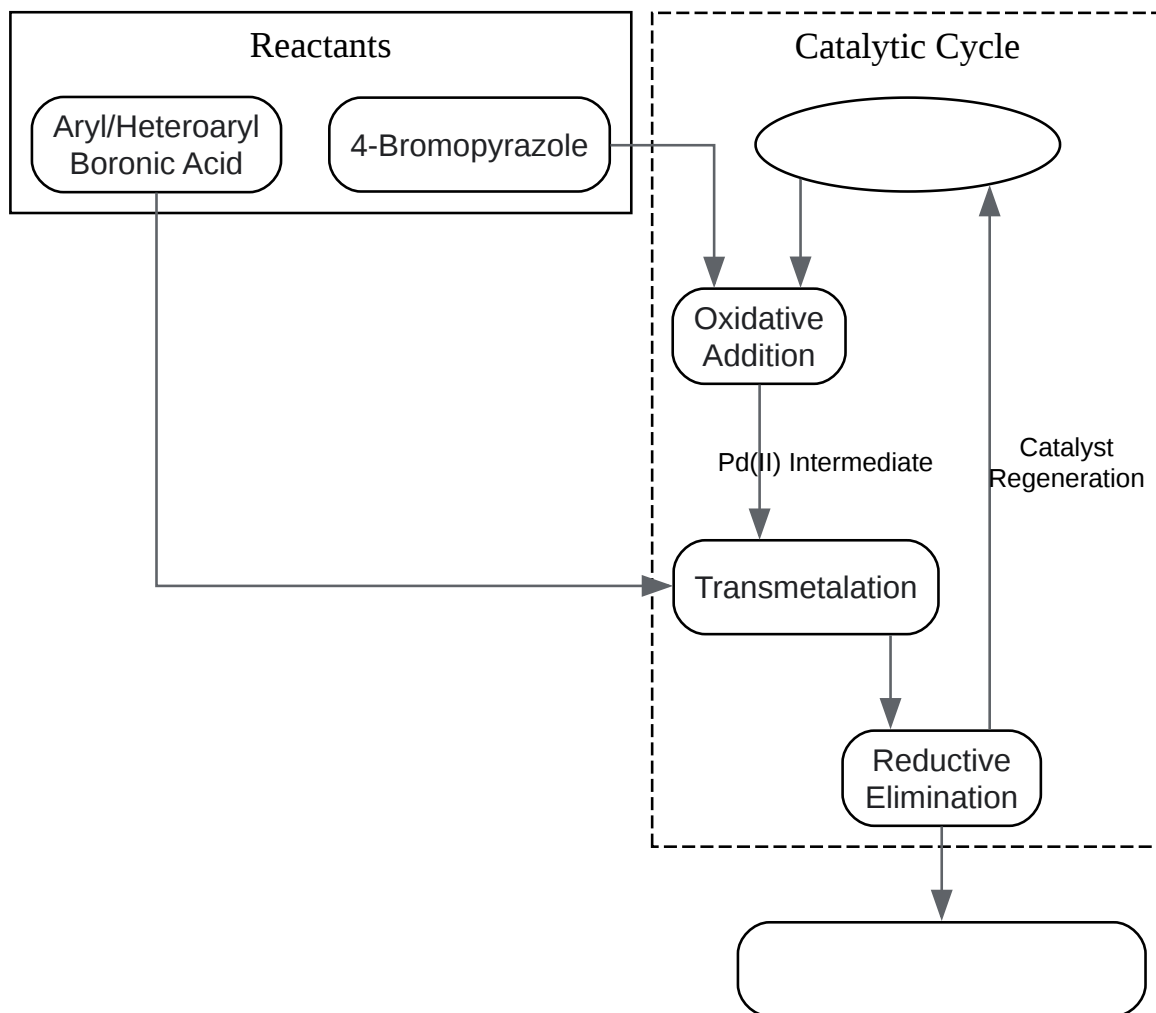 Reactants
Catalytic Cycle
Aryl/Heteroaryl
Boronic Acid
4-Bromopyrazole
Oxidative
Addition
Pd(II) Intermediate
Catalyst
Regeneration
Transmetalation
Reductive
Elimination